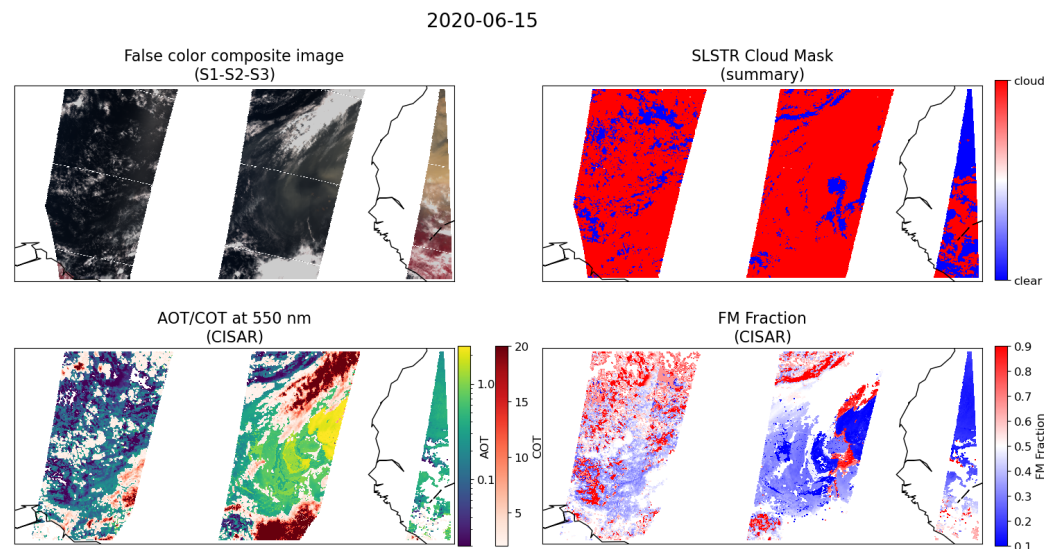 2020-06-15
False color composite image
(S1-S2-S3)
SLSTR Cloud Mask
(summary)
cloud
clear
AOT/COT at 550 nm
(CISAR)
1.0
0.1
AOT
20
15
10
5
COT
FM Fraction
(CISAR)
0.9
0.8
0.7
0.6
0.5
0.4
0.3
0.2
0.1
FM Fraction